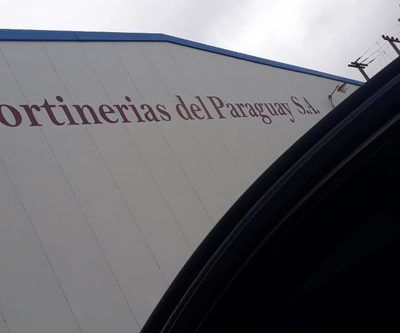 ortinerias del Paraguay S.A.